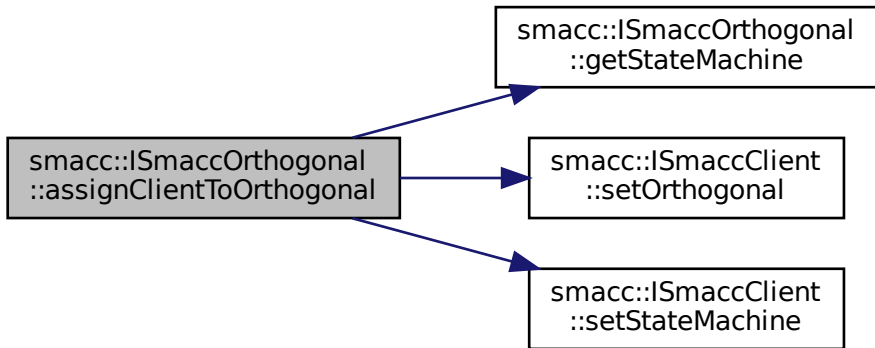 smacc::ISmaccOrthogonal
::assignClientToOrthogonal
smacc::ISmaccOrthogonal
::getStateMachine
smacc::ISmaccClient
::setOrthogonal
smacc::ISmaccClient
::setStateMachine